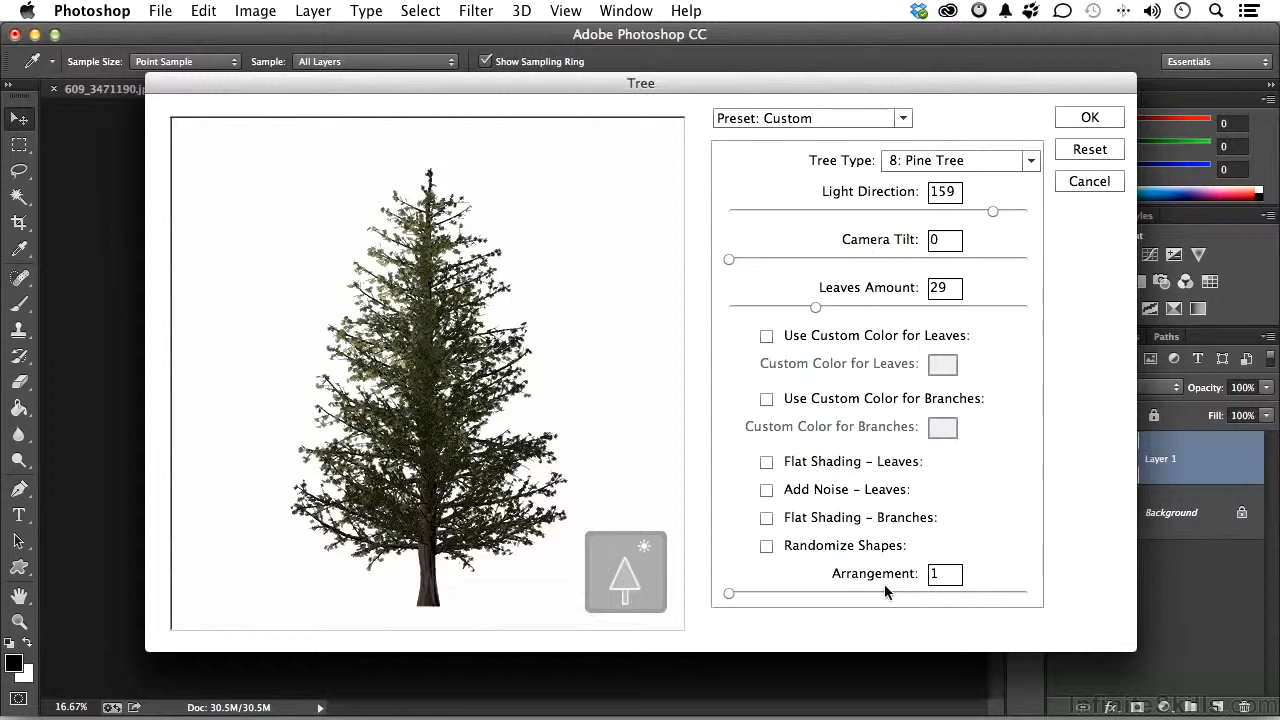 Photoshop File Edit Image Layer Type Select Filter 3D View Window Help
Adobe Photoshop CC
Sample Size: Point Sample Sample: All Layers Show Sampling Ring Essentials
609_3471190.j
Tree
Preset: Custom OK
Tree Type: 8: Pine Tree Reset
Light Direction: 159 Cancel
Camera Tilt: 0
Leaves Amount: 29
Use Custom Color for Leaves:
Custom Color for Leaves:
Use Custom Color for Branches:
Custom Color for Branches:
Flat Shading - Leaves:
Add Noise - Leaves:
Flat Shading - Branches:
Randomize Shapes:
Arrangement: 1
0
0
0
yles
Paths
Opacity: 100%
Fill: 100%
Layer 1
Background
16.67% Doc: 30.5M/30.5M
InfiniteSkills.com